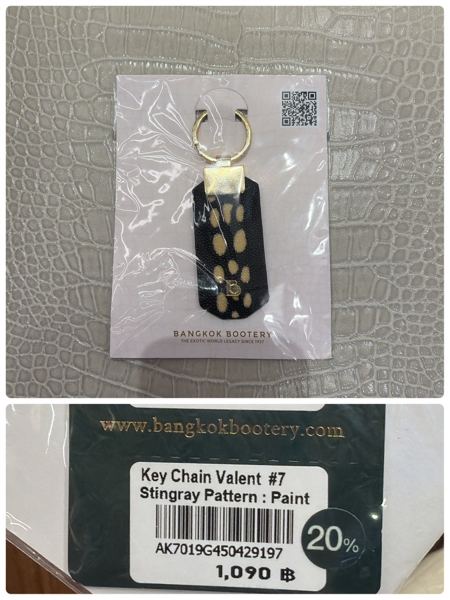 B
BANGKOK BOOTERY
THE EXOTIC WORLD LEGACY SINCE 1937
www.bangkokbootery.com
Key Chain Valent #7
Stingray Pattern : Paint
AK7019G450429197
20%
1,090 ฿